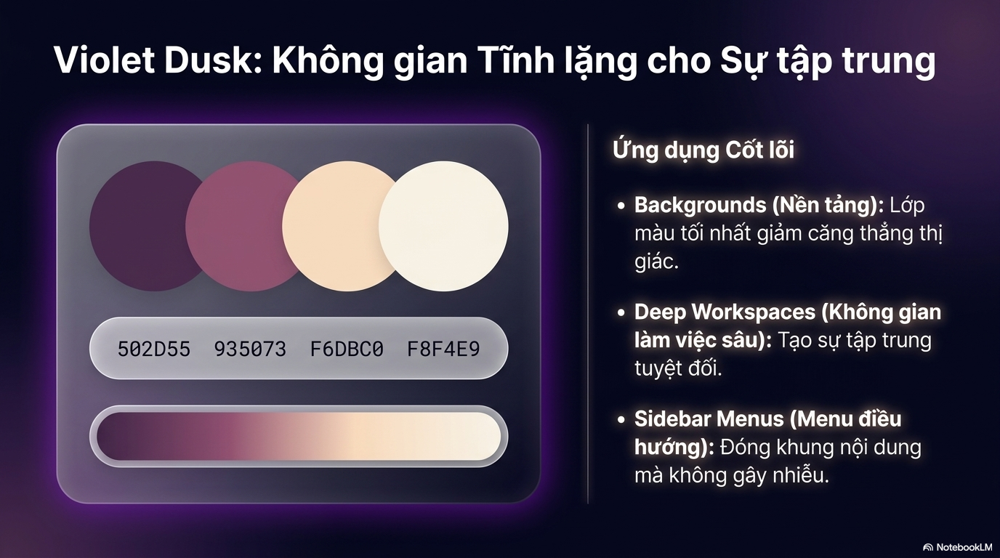 Violet Dusk: Không gian Tĩnh lặng cho Sự tập trung
502D55 935073 F6DBC0 F8F4E9
Ứng dụng Cốt lõi
• Backgrounds (Nền tảng): Lớp
màu tối nhất giảm căng thẳng thị
giác.
• Deep Workspaces (Không gian
làm việc sâu): Tạo sự tập trung
tuyệt đối.
• Sidebar Menus (Menu điều
hướng): Đóng khung nội dung
mà không gây nhiễu.
NotebookLM